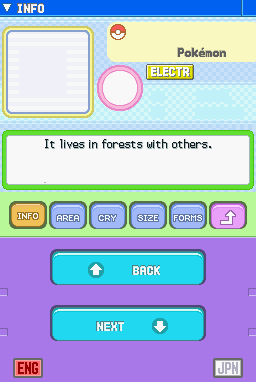 INFO
Pokémon
ELECTR
It lives in forests with others.
INFO
AREA
CRY
SIZE
FORMS
BACK
NEXT
ENG
JPN